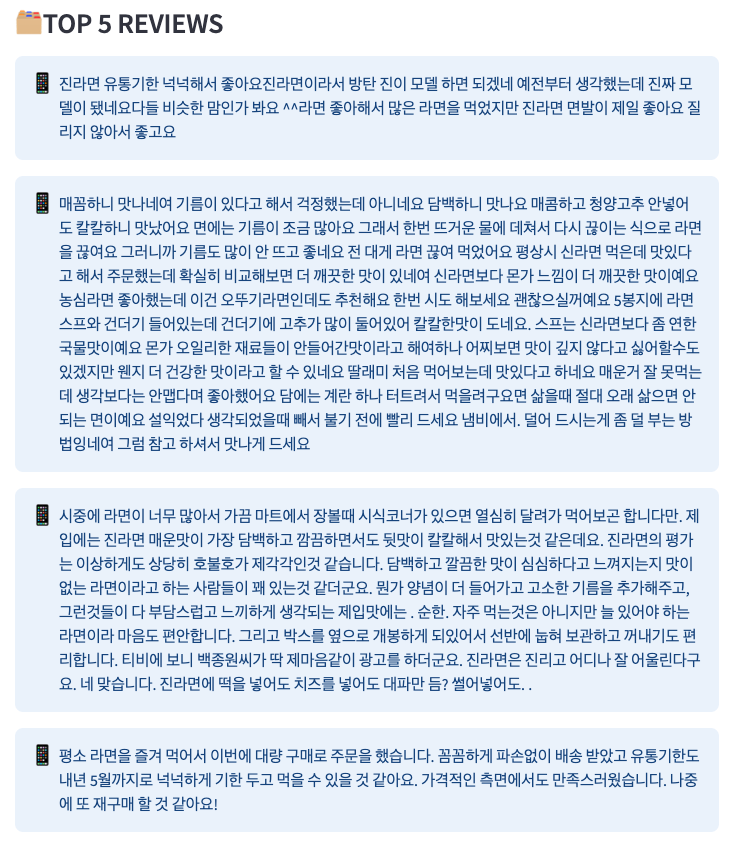 TOP 5 REVIEWS
진라면 유통기한 넉넉해서 좋아요진라면이라서 방탄 진이 모델 하면 되겠네 예전부터 생각했는데 진짜 모
델이 됐네요다들 비슷한 맘인가 봐요 ^^라면 좋아해서 많은 라면을 먹었지만 진라면 면발이 제일 좋아요 질
리지 않아서 좋고요
매꼼하니 맛나네여 기름이 있다고 해서 걱정했는데 아니네요 담백하니 맛나요 매콤하고 청양고추 안넣어
도 칼칼하니 맛났어요 면에는 기름이 조금 많아요 그래서 한번 뜨거운 물에 데쳐서 다시 끊이는 식으로 라면
을 끊여요 그러니까 기름도 많이 안 뜨고 좋네요 전 대게 라면 끊여 먹었어요 평상시 신라면 먹은데 맛있다
고 해서 주문했는데 확실히 비교해보면 더 깨끗한 맛이 있네여 신라면보다 몬가 느낌이 더 깨끗한 맛이예요
농심라면 좋아했는데 이건 오뚜기라면인데도 추천해요 한번 시도 해보세요 괜찮으실꺼예요 5봉지에 라면
스프와 건더기 들어있는데 건더기에 고추가 많이 둘어있어 칼칼한맛이 도네요. 스프는 신라면보다 좀 연한
국물맛이예요 몬가 오일리한 재료들이 안들어간맛이라고 해여하나 어찌보면 맛이 깊지 않다고 싫어할수도
있겠지만 웬지 더 건강한 맛이라고 할 수 있네요 딸래미 처음 먹어보는데 맛있다고 하네요 매운거 잘 못먹는
데 생각보다는 안맵다며 좋아했어요 담에는 계란 하나 터트려서 먹을려구요면 삶을때 절대 오래 삶으면 안
되는 면이예요 설익었다 생각되었을때 빼서 불기 전에 빨리 드세요 냄비에서. 덜어 드시는게 좀 덜 부는 방
법잉네여 그럼 참고 하셔서 맛나게 드세요
시중에 라면이 너무 많아서 가끔 마트에서 장볼때 시식코너가 있으면 열심히 달려가 먹어보곤 합니다만. 제
입에는 진라면 매운맛이 가장 담백하고 깜끔하면서도 뒷맛이 칼칼해서 맛있는것 같은데요. 진라면의 평가
는 이상하게도 상당히 호불호가 제각각인것 같습니다. 담백하고 깔끔한 맛이 심심하다고 느껴지는지 맛이
없는 라면이라고 하는 사람들이 꽤 있는것 같더군요. 뭔가 양념이 더 들어가고 고소한 기름을 추가해주고,
그런것들이 다 부담스럽고 느끼하게 생각되는 제입맛에는 . 순한. 자주 먹는것은 아니지만 늘 있어야 하는
라면이라 마음도 편안합니다. 그리고 박스를 옆으로 개봉하게 되있어서 선반에 눕혀 보관하고 꺼내기도 편
리합니다. 티비에 보니 백종원씨가 딱 제마음같이 광고를 하더군요. 진라면은 진리고 어디나 잘 어울린다구
요. 네 맞습니다. 진라면에 떡을 넣어도 치즈를 넣어도 대파만 듬? 썰어넣어도. .
평소 라면을 즐겨 먹어서 이번에 대량 구매로 주문을 했습니다. 꼼꼼하게 파손없이 배송 받았고 유통기한도
내년 5월까지로 넉넉하게 기한 두고 먹을 수 있을 것 같아요. 가격적인 측면에서도 만족스러웠습니다. 나중
에 또 재구매 할 것 같아요!